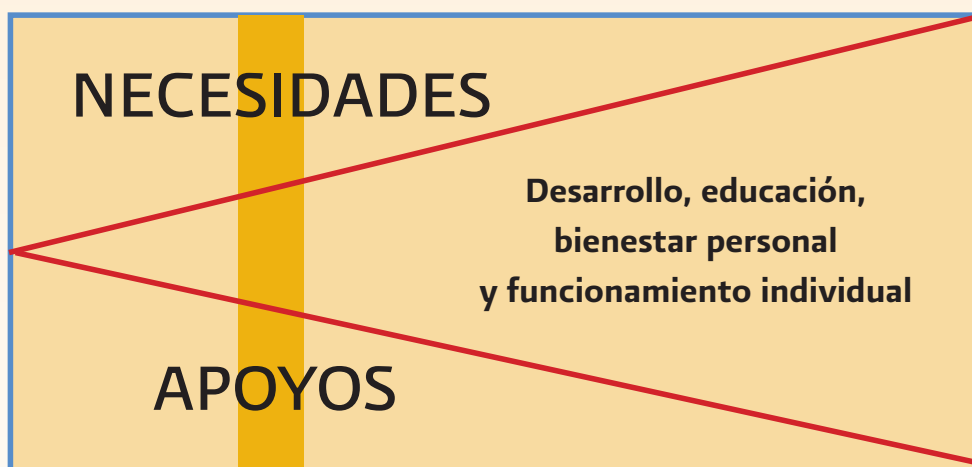 NECESIDADES
Desarrollo, educación,
bienestar personal
y funcionamiento individual
APOYOS